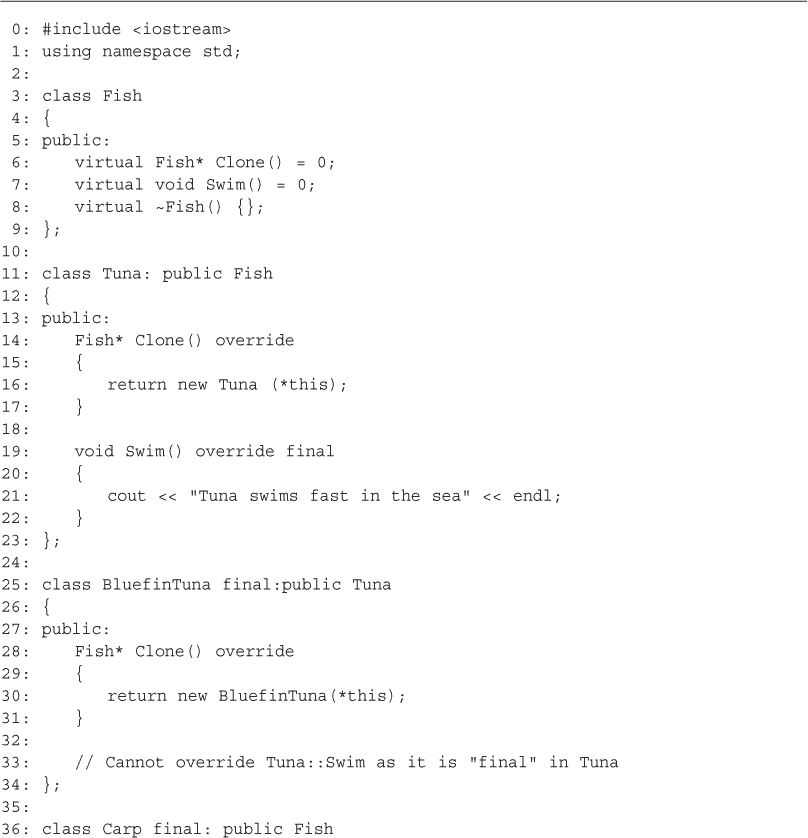 0: #include <iostream>
1: using namespace std;
2:
3: class Fish
4: {
5: public:
6:    virtual Fish* Clone() = 0;
7:    virtual void Swim() = 0;
8:    virtual ~Fish() {};
9: };
10:
11: class Tuna: public Fish
12: {
13: public:
14:    Fish* Clone() override
15:    {
16:       return new Tuna (*this);
17:    }
18:
19:    void Swim() override final
20:    {
21:       cout << "Tuna swims fast in the sea" << endl;
22:    }
23: };
24:
25: class BluefinTuna final:public Tuna
26: {
27: public:
28:    Fish* Clone() override
29:    {
30:       return new BluefinTuna(*this);
31:    }
32:
33:    // Cannot override Tuna::Swim as it is "final" in Tuna
34: };
35:
36: class Carp final: public Fish